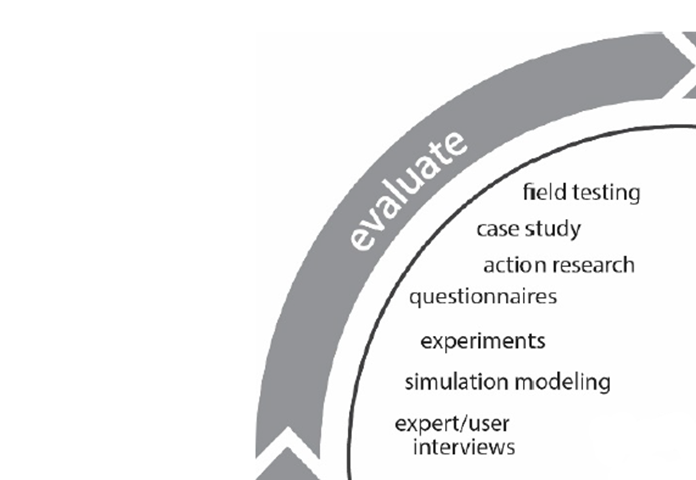 evaluate
field testing
case study
action research
questionnaires
experiments
simulation modeling
expert/user
interviews